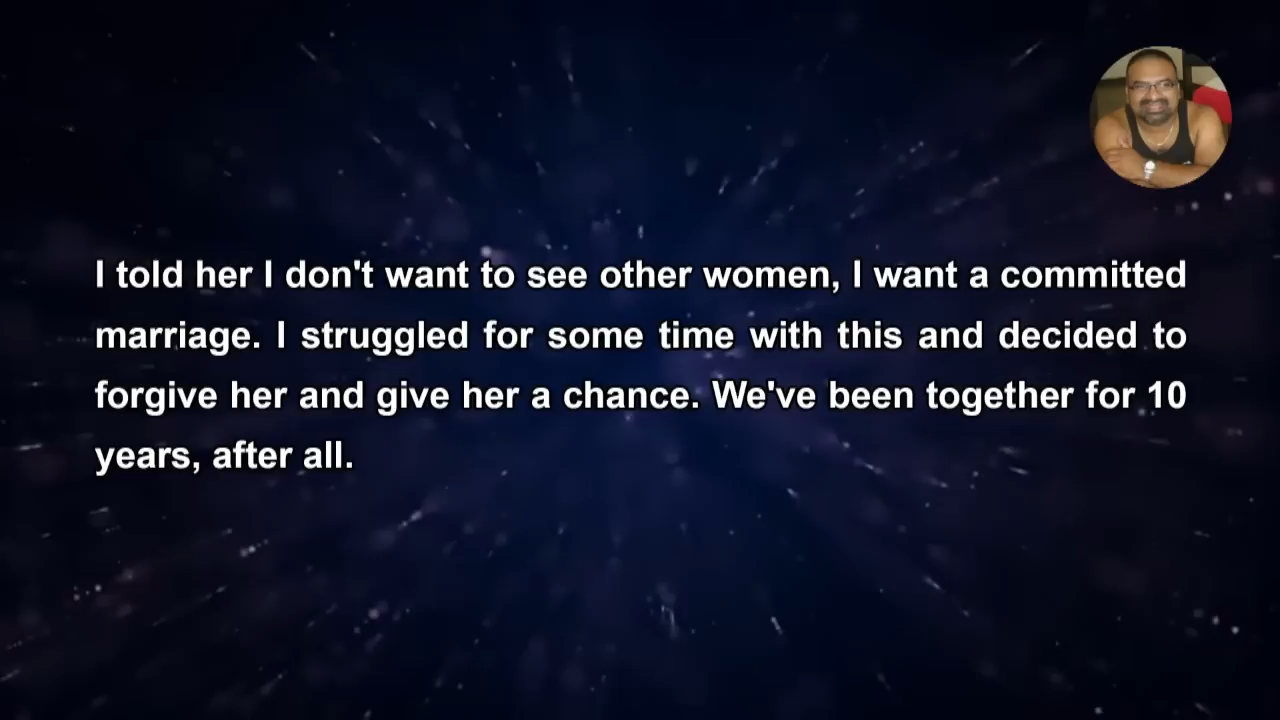 I told her I don't want to see other women, I want a committed
marriage. I struggled for some time with this and decided to
forgive her and give her a chance. We've been together for 10
years, after all.